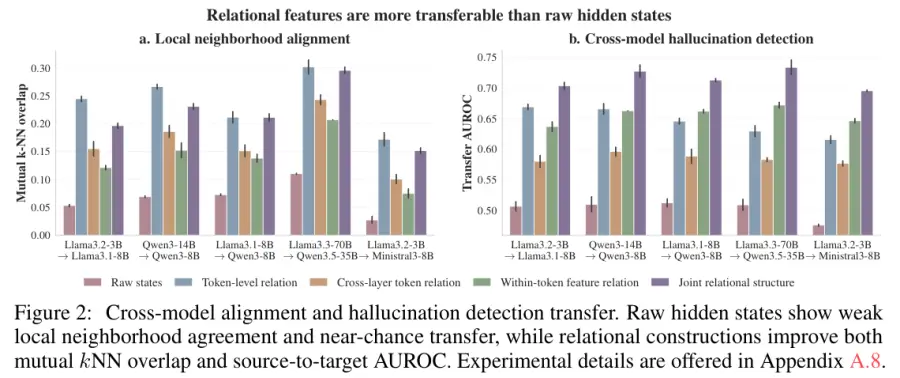 Relational features are more transferable than raw hidden states
a. Local neighborhood alignment
Mutual k-NN overlap
0.30
0.25
0.20
0.15
0.10
0.05
0.00
Llama3.2-3B
→ Llama3.1-8B
Qwen3-14B
→ Qwen3-8B
Llama3.1-8B
→ Qwen3-8B
Llama3.3-70B
→ Qwen3.5-35B
Llama3.2-3B
→ Ministral3-8B
b. Cross-model hallucination detection
Transfer AUROC
0.75
0.70
0.65
0.60
0.55
0.50
Llama3.2-3B
→ Llama3.1-8B
Qwen3-14B
→ Qwen3-8B
Llama3.1-8B
→ Qwen3-8B
Llama3.3-70B
→ Qwen3.5-35B
Llama3.2-3B
→ Ministral3-8B
Raw states
Token-level relation
Cross-layer token relation
Within-token feature relation
Joint relational structure
Figure 2: Cross-model alignment and hallucination detection transfer. Raw hidden states show weak
local neighborhood agreement and near-chance transfer, while relational constructions improve both
mutual kNN overlap and source-to-target AUROC. Experimental details are offered in Appendix A.8.